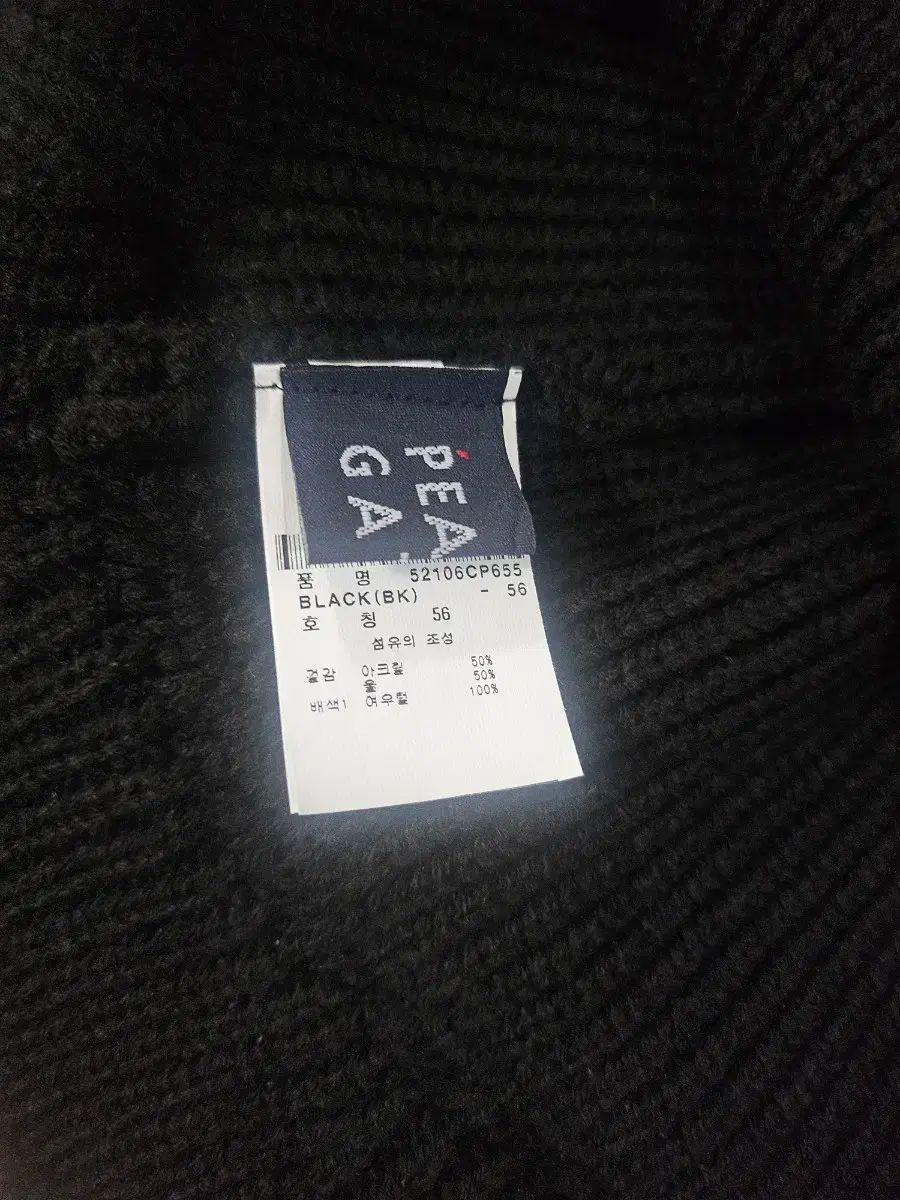 PEA
GA
품 명 52106CP655
BLACK(BK) - 56
호 칭 56
섬유의 조성
겉감 아크릴 50%
울 50%
배색1 여우털 100%